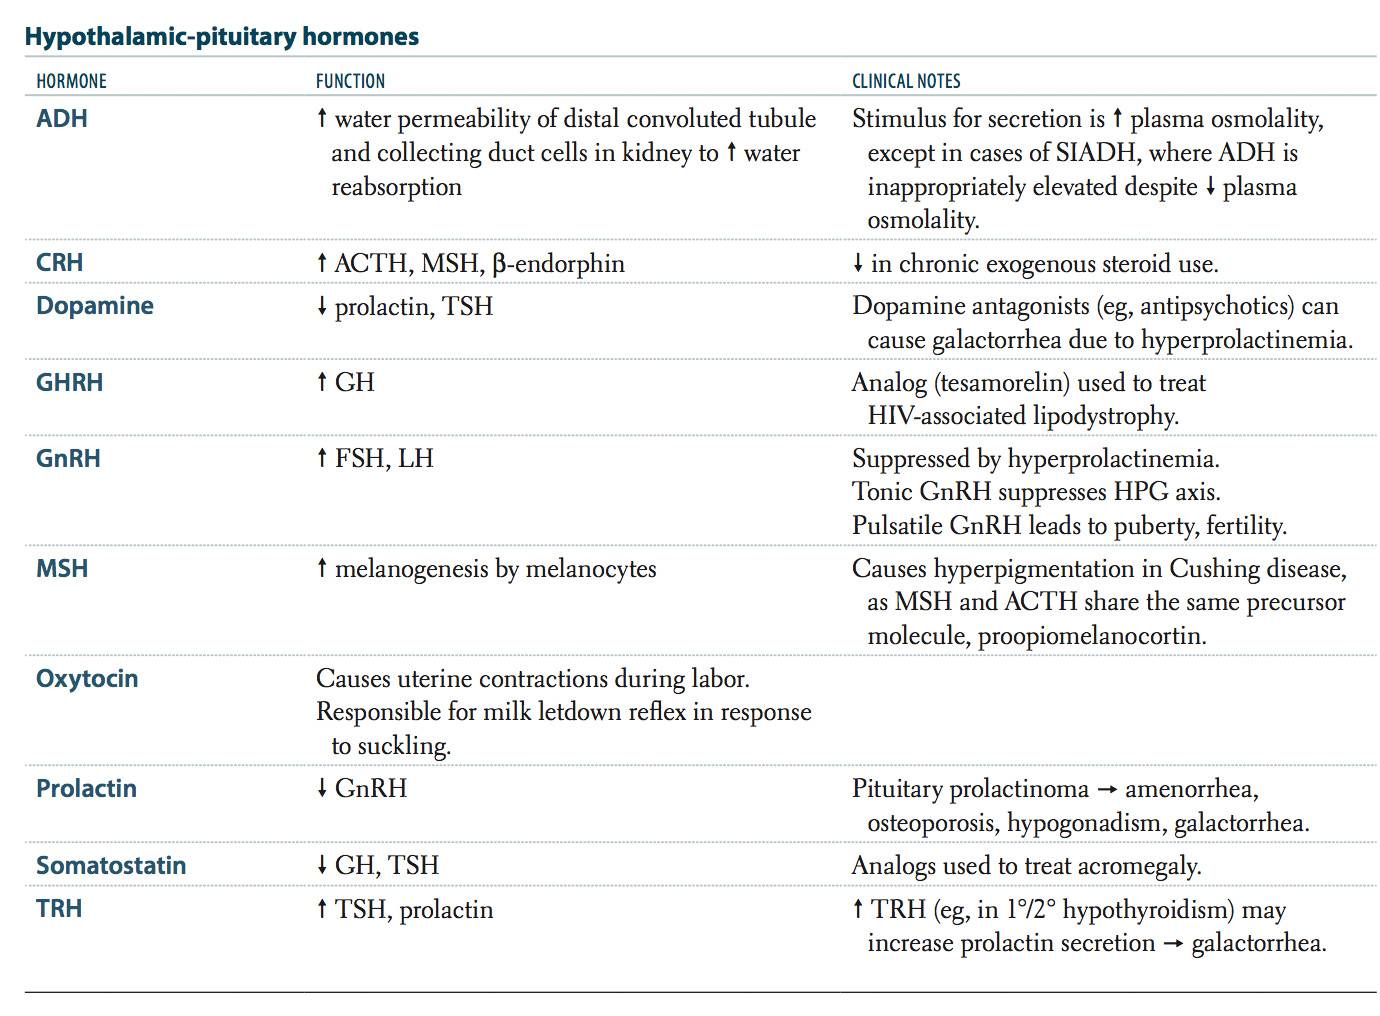 Hypothalamic-pituitary hormones
HORMONE FUNCTION CLINICAL NOTES
ADH ↑ water permeability of distal convoluted tubule Stimulus for secretion is ↑ plasma osmolality,
and collecting duct cells in kidney to ↑ water except in cases of SIADH, where ADH is
reabsorption inappropriately elevated despite ↓ plasma
osmolality.
CRH ↑ ACTH, MSH, β-endorphin ↓ in chronic exogenous steroid use.
Dopamine ↓ prolactin, TSH Dopamine antagonists (eg, antipsychotics) can
cause galactorrhea due to hyperprolactinemia.
GHRH ↑ GH Analog (tesamorelin) used to treat
HIV-associated lipodystrophy.
GnRH ↑ FSH, LH Suppressed by hyperprolactinemia.
Tonic GnRH suppresses HPG axis.
Pulsatile GnRH leads to puberty, fertility.
MSH ↑ melanogenesis by melanocytes Causes hyperpigmentation in Cushing disease,
as MSH and ACTH share the same precursor
molecule, proopiomelanocortin.
Oxytocin Causes uterine contractions during labor.
Responsible for milk letdown reflex in response
to suckling.
Prolactin ↓ GnRH Pituitary prolactinoma → amenorrhea,
osteoporosis, hypogonadism, galactorrhea.
Somatostatin ↓ GH, TSH Analogs used to treat acromegaly.
TRH ↑ TSH, prolactin ↑ TRH (eg, in 1°/2° hypothyroidism) may
increase prolactin secretion → galactorrhea.